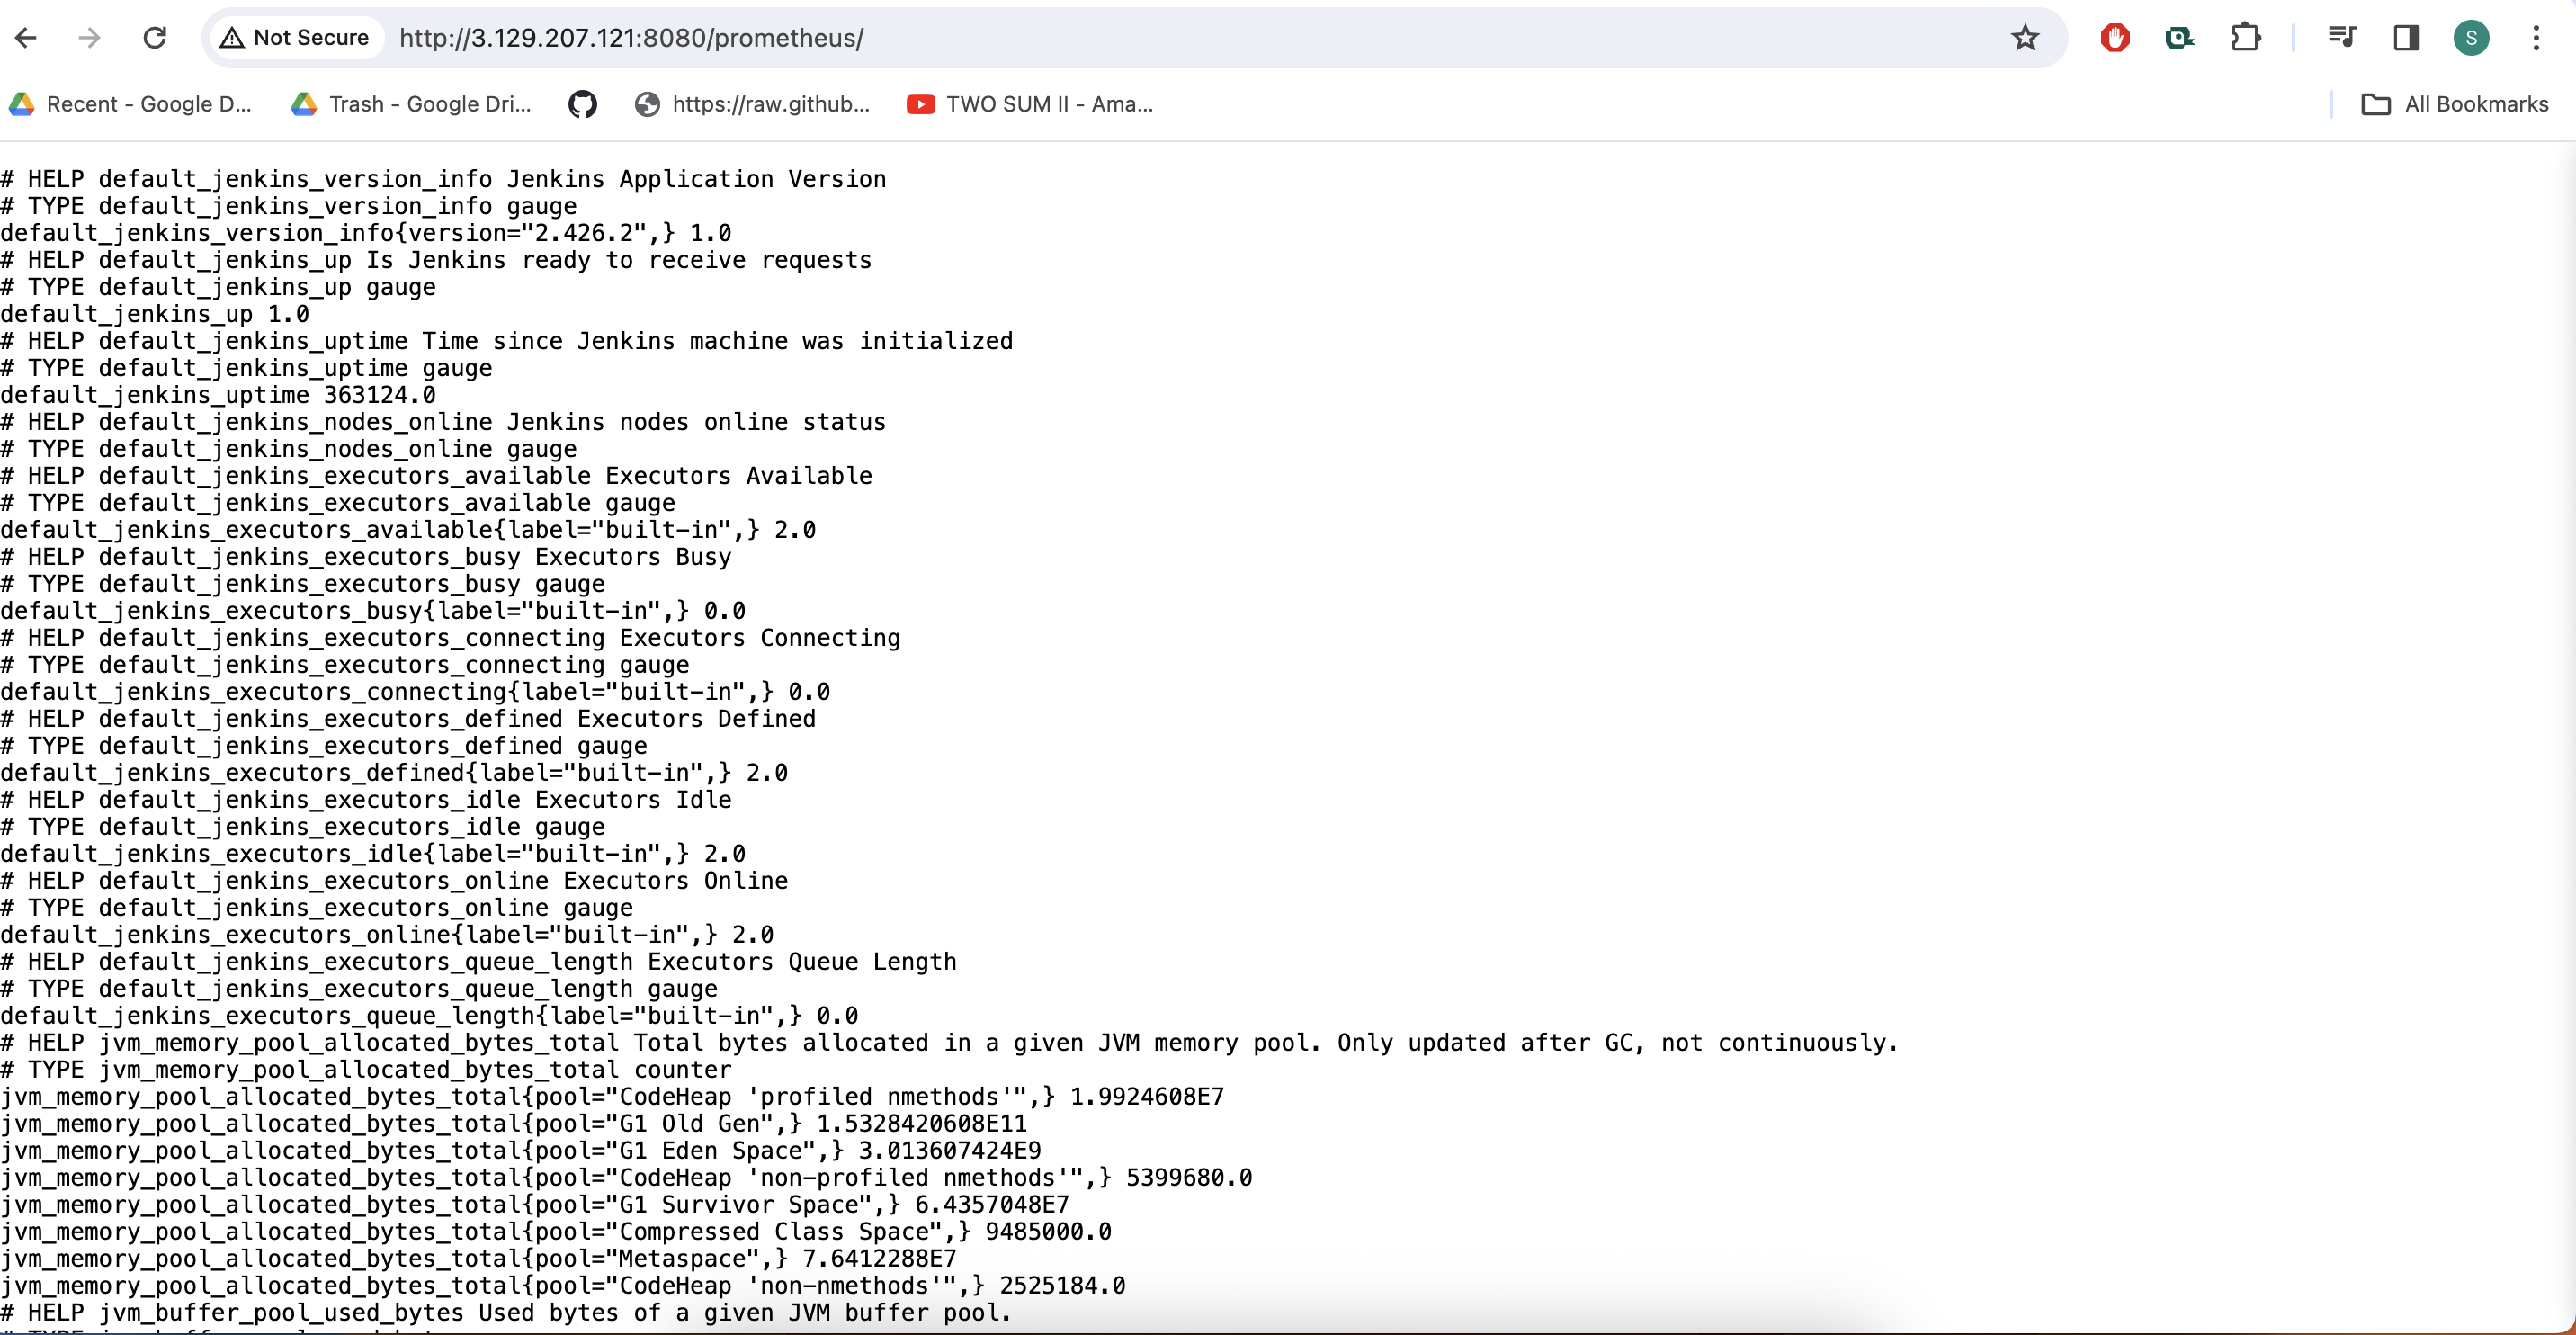 Not Secure http://3.129.207.121:8080/prometheus/ S
Recent - Google D... Trash - Google Dri... https://raw.github... TWO SUM II - Ama... All Bookmarks
# HELP default_jenkins_version_info Jenkins Application Version
# TYPE default_jenkins_version_info gauge
default_jenkins_version_info{version="2.426.2",} 1.0
# HELP default_jenkins_up Is Jenkins ready to receive requests
# TYPE default_jenkins_up gauge
default_jenkins_up 1.0
# HELP default_jenkins_uptime Time since Jenkins machine was initialized
# TYPE default_jenkins_uptime gauge
default_jenkins_uptime 363124.0
# HELP default_jenkins_nodes_online Jenkins nodes online status
# TYPE default_jenkins_nodes_online gauge
# HELP default_jenkins_executors_available Executors Available
# TYPE default_jenkins_executors_available gauge
default_jenkins_executors_available{label="built-in",} 2.0
# HELP default_jenkins_executors_busy Executors Busy
# TYPE default_jenkins_executors_busy gauge
default_jenkins_executors_busy{label="built-in",} 0.0
# HELP default_jenkins_executors_connecting Executors Connecting
# TYPE default_jenkins_executors_connecting gauge
default_jenkins_executors_connecting{label="built-in",} 0.0
# HELP default_jenkins_executors_defined Executors Defined
# TYPE default_jenkins_executors_defined gauge
default_jenkins_executors_defined{label="built-in",} 2.0
# HELP default_jenkins_executors_idle Executors Idle
# TYPE default_jenkins_executors_idle gauge
default_jenkins_executors_idle{label="built-in",} 2.0
# HELP default_jenkins_executors_online Executors Online
# TYPE default_jenkins_executors_online gauge
default_jenkins_executors_online{label="built-in",} 2.0
# HELP default_jenkins_executors_queue_length Executors Queue Length
# TYPE default_jenkins_executors_queue_length gauge
default_jenkins_executors_queue_length{label="built-in",} 0.0
# HELP jvm_memory_pool_allocated_bytes_total Total bytes allocated in a given JVM memory pool. Only updated after GC, not continuously.
# TYPE jvm_memory_pool_allocated_bytes_total counter
jvm_memory_pool_allocated_bytes_total{pool="CodeHeap 'profiled nmethods'",} 1.9924608E7
jvm_memory_pool_allocated_bytes_total{pool="G1 Old Gen",} 1.5328420608E11
jvm_memory_pool_allocated_bytes_total{pool="G1 Eden Space",} 3.013607424E9
jvm_memory_pool_allocated_bytes_total{pool="CodeHeap 'non-profiled nmethods'",} 5399680.0
jvm_memory_pool_allocated_bytes_total{pool="G1 Survivor Space",} 6.4357048E7
jvm_memory_pool_allocated_bytes_total{pool="Compressed Class Space",} 9485000.0
jvm_memory_pool_allocated_bytes_total{pool="Metaspace",} 7.6412288E7
jvm_memory_pool_allocated_bytes_total{pool="CodeHeap 'non-nmethods'",} 2525184.0
# HELP jvm_buffer_pool_used_bytes Used bytes of a given JVM buffer pool.